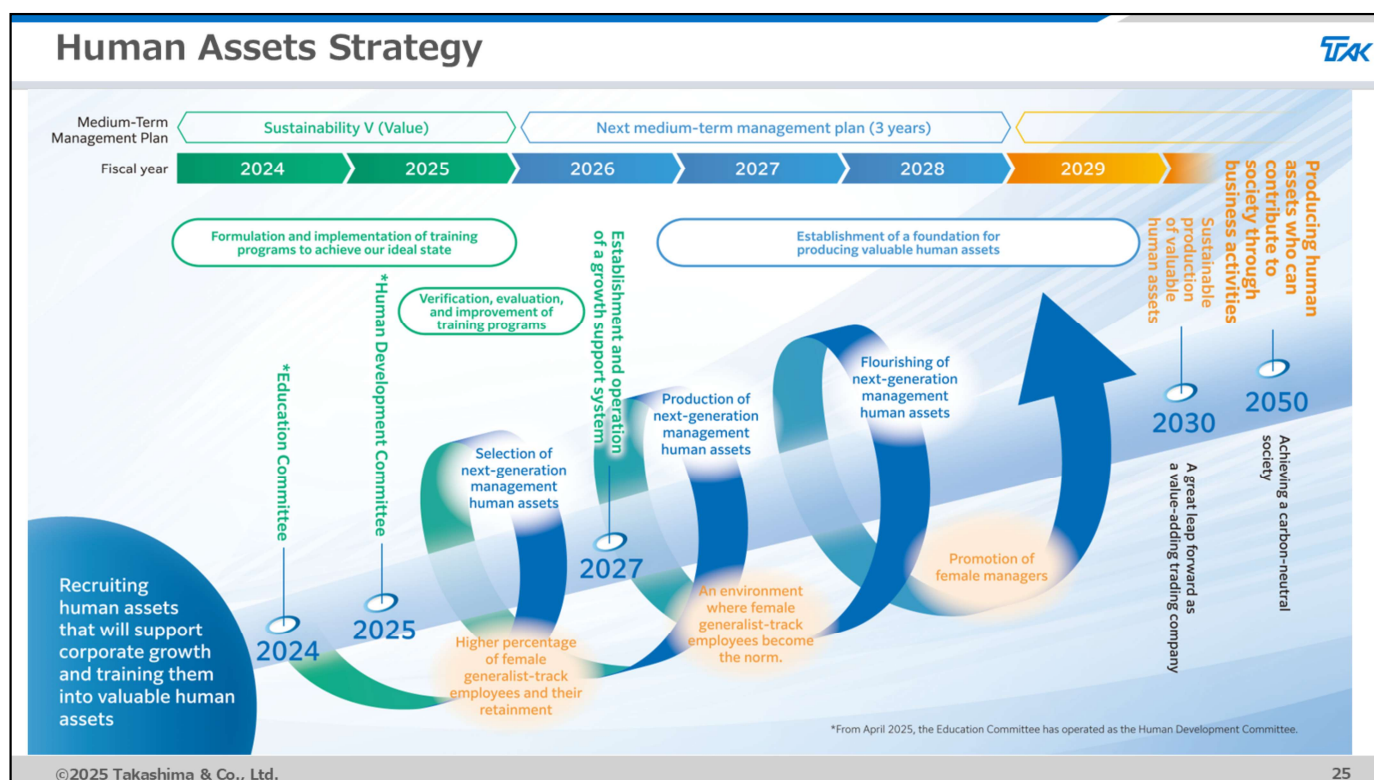 Human Assets Strategy
TAK
Medium-Term
Management Plan
Sustainability V (Value)
Next medium-term management plan (3 years)
Fiscal year
2024
2025
2026
2027
2028
2029
Formulation and implementation of training
programs to achieve our ideal state
Verification, evaluation,
and improvement of
training programs
Establishment of a foundation for
producing valuable human assets
*Education Committee
*Human Development Committee
Establishment and operation
of a growth support system
Sustainable
production
of valuable
human assets
Producing human
assets who can
contribute to
society through
business activities
Selection of
next-generation
management
human assets
Production of
next-generation
management
human assets
Flourishing of
next-generation
management
human assets
2024
2025
2027
2030
2050
Higher percentage
of female
generalist-track
employees and their
retainment
An environment
where female
generalist-track
employees become
the norm.
Promotion of
female managers
A great leap forward as
a value-adding trading company
Achieving a carbon-neutral
society
Recruiting
human assets
that will support
corporate growth
and training them
into valuable human
assets
*From April 2025, the Education Committee has operated as the Human Development Committee.
©2025 Takashima & Co., Ltd.
25